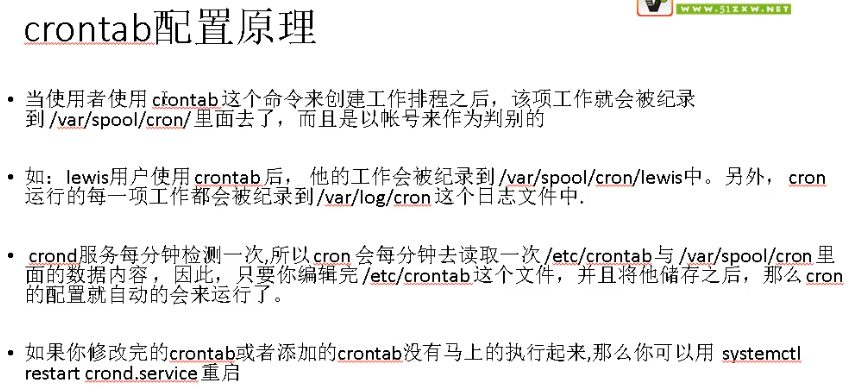 WWW.51ZXW.NET
crontab配置原理
• 当使用者使用 crontab 这个命令来创建工作排程之后，该项工作就会被纪录
到 /var/spool/cron/ 里面去了，而且是以帐号来作为判别的
• 如：lewis用户使用 crontab 后， 他的工作会被纪录到 /var/spool/cron/lewis中。另外， cron
运行的每一项工作都会被纪录到 /var/log/cron 这个日志文件中.
• crond服务每分钟检测一次,所以 cron 会每分钟去读取一次 /etc/crontab 与 /var/spool/cron 里
面的数据内容 ，因此，只要你编辑完 /etc/crontab 这个文件，并且将他储存之后，那么 cron
的配置就自动的会来运行了。
• 如果你修改完的crontab或者添加的crontab没有马上的执行起来,那么你可以用 systemctl
restart crond.service 重启